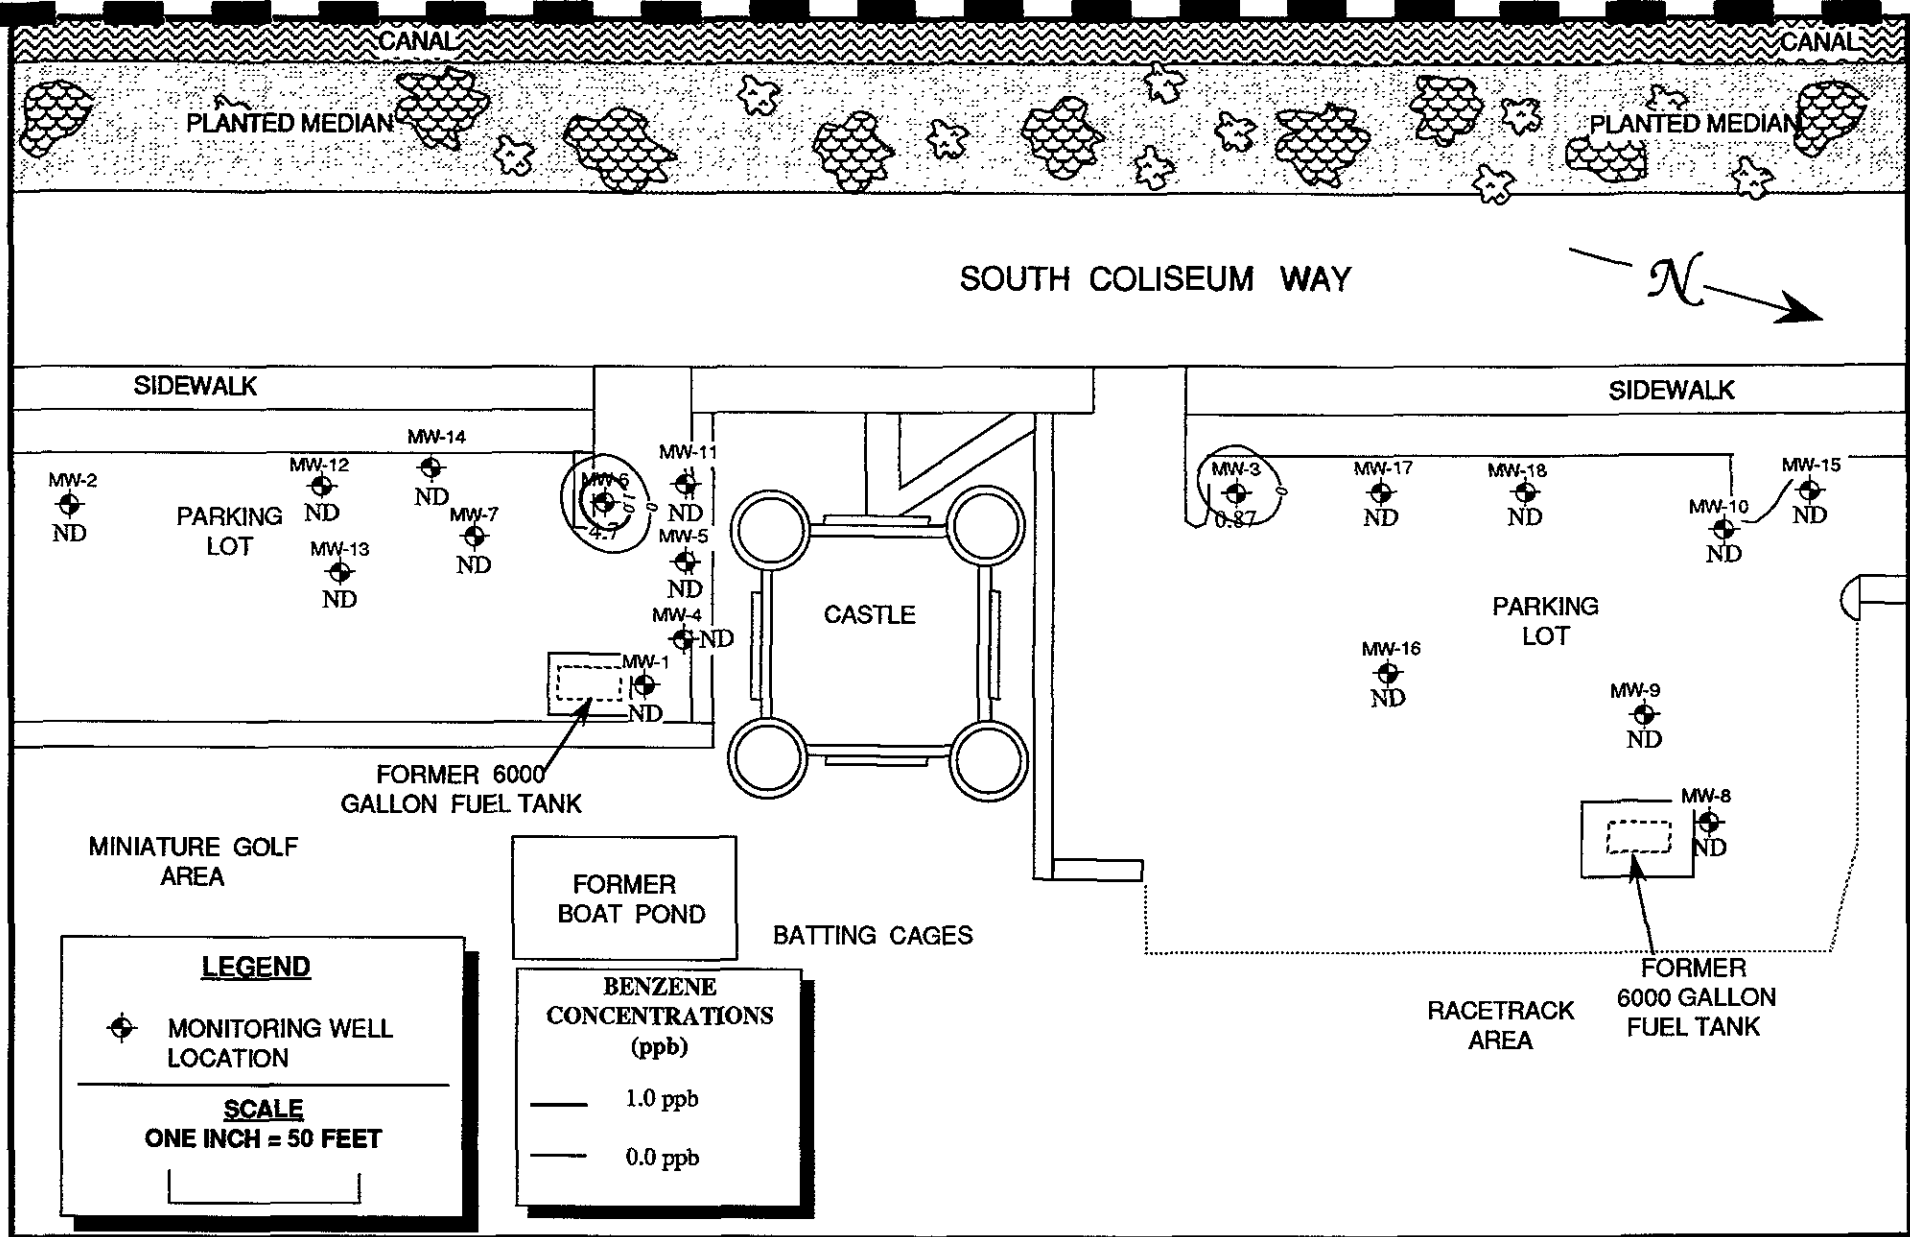 CANAL
CANAL
PLANTED MEDIAN
PLANTED MEDIAN
SOUTH COLISEUM WAY
N
SIDEWALK
SIDEWALK
MW-2
ND
MW-12
ND
MW-14
ND
MW-7
ND
MW-13
ND
PARKING
LOT
MW-6
4.7
1.0
0
MW-11
ND
MW-5
ND
MW-4
ND
MW-1
ND
CASTLE
MW-3
0.87
0
MW-17
ND
MW-18
ND
MW-10
ND
MW-15
ND
PARKING
LOT
MW-16
ND
MW-9
ND
MW-8
ND
FORMER 6000
GALLON FUEL TANK
MINIATURE GOLF
AREA
FORMER
BOAT POND
BATTING CAGES
RACETRACK
AREA
FORMER
6000 GALLON
FUEL TANK
LEGEND
MONITORING WELL
LOCATION
SCALE
ONE INCH = 50 FEET
BENZENE
CONCENTRATIONS
(ppb)
1.0 ppb
0.0 ppb